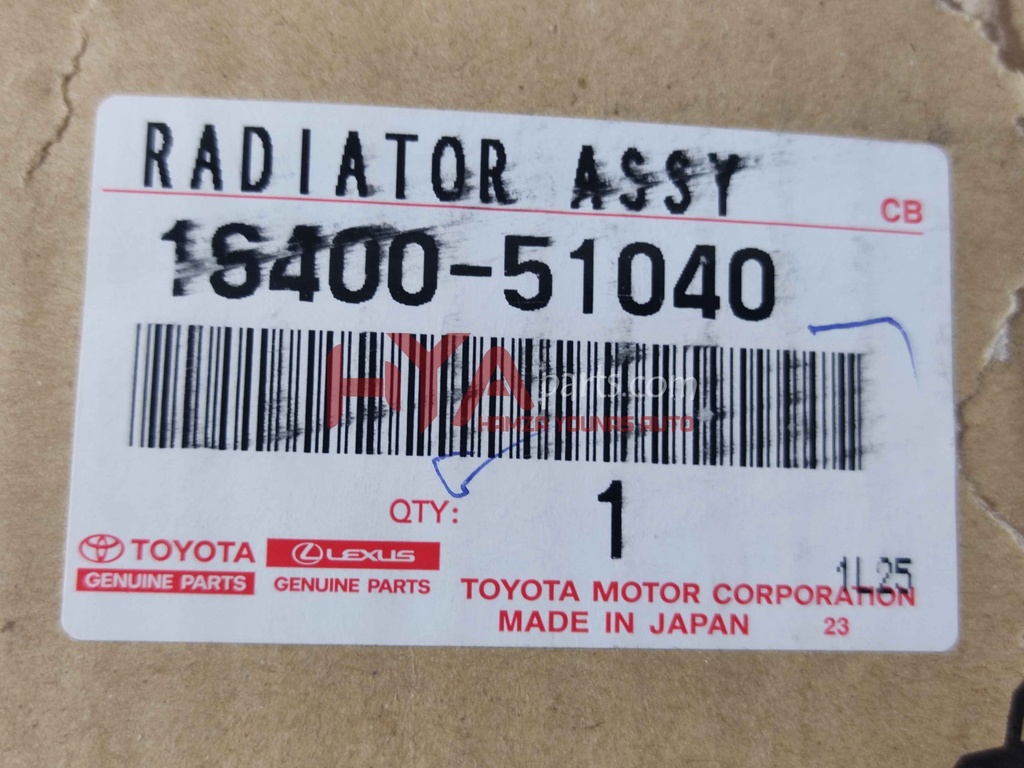 RADIATOR ASSY
CB
16400-51040
HYAparts.com
HAMZA YOUNAS AUTO
QTY: 1
TOYOTA LEXUS
GENUINE PARTS GENUINE PARTS
1L25
TOYOTA MOTOR CORPORATION
MADE IN JAPAN 23